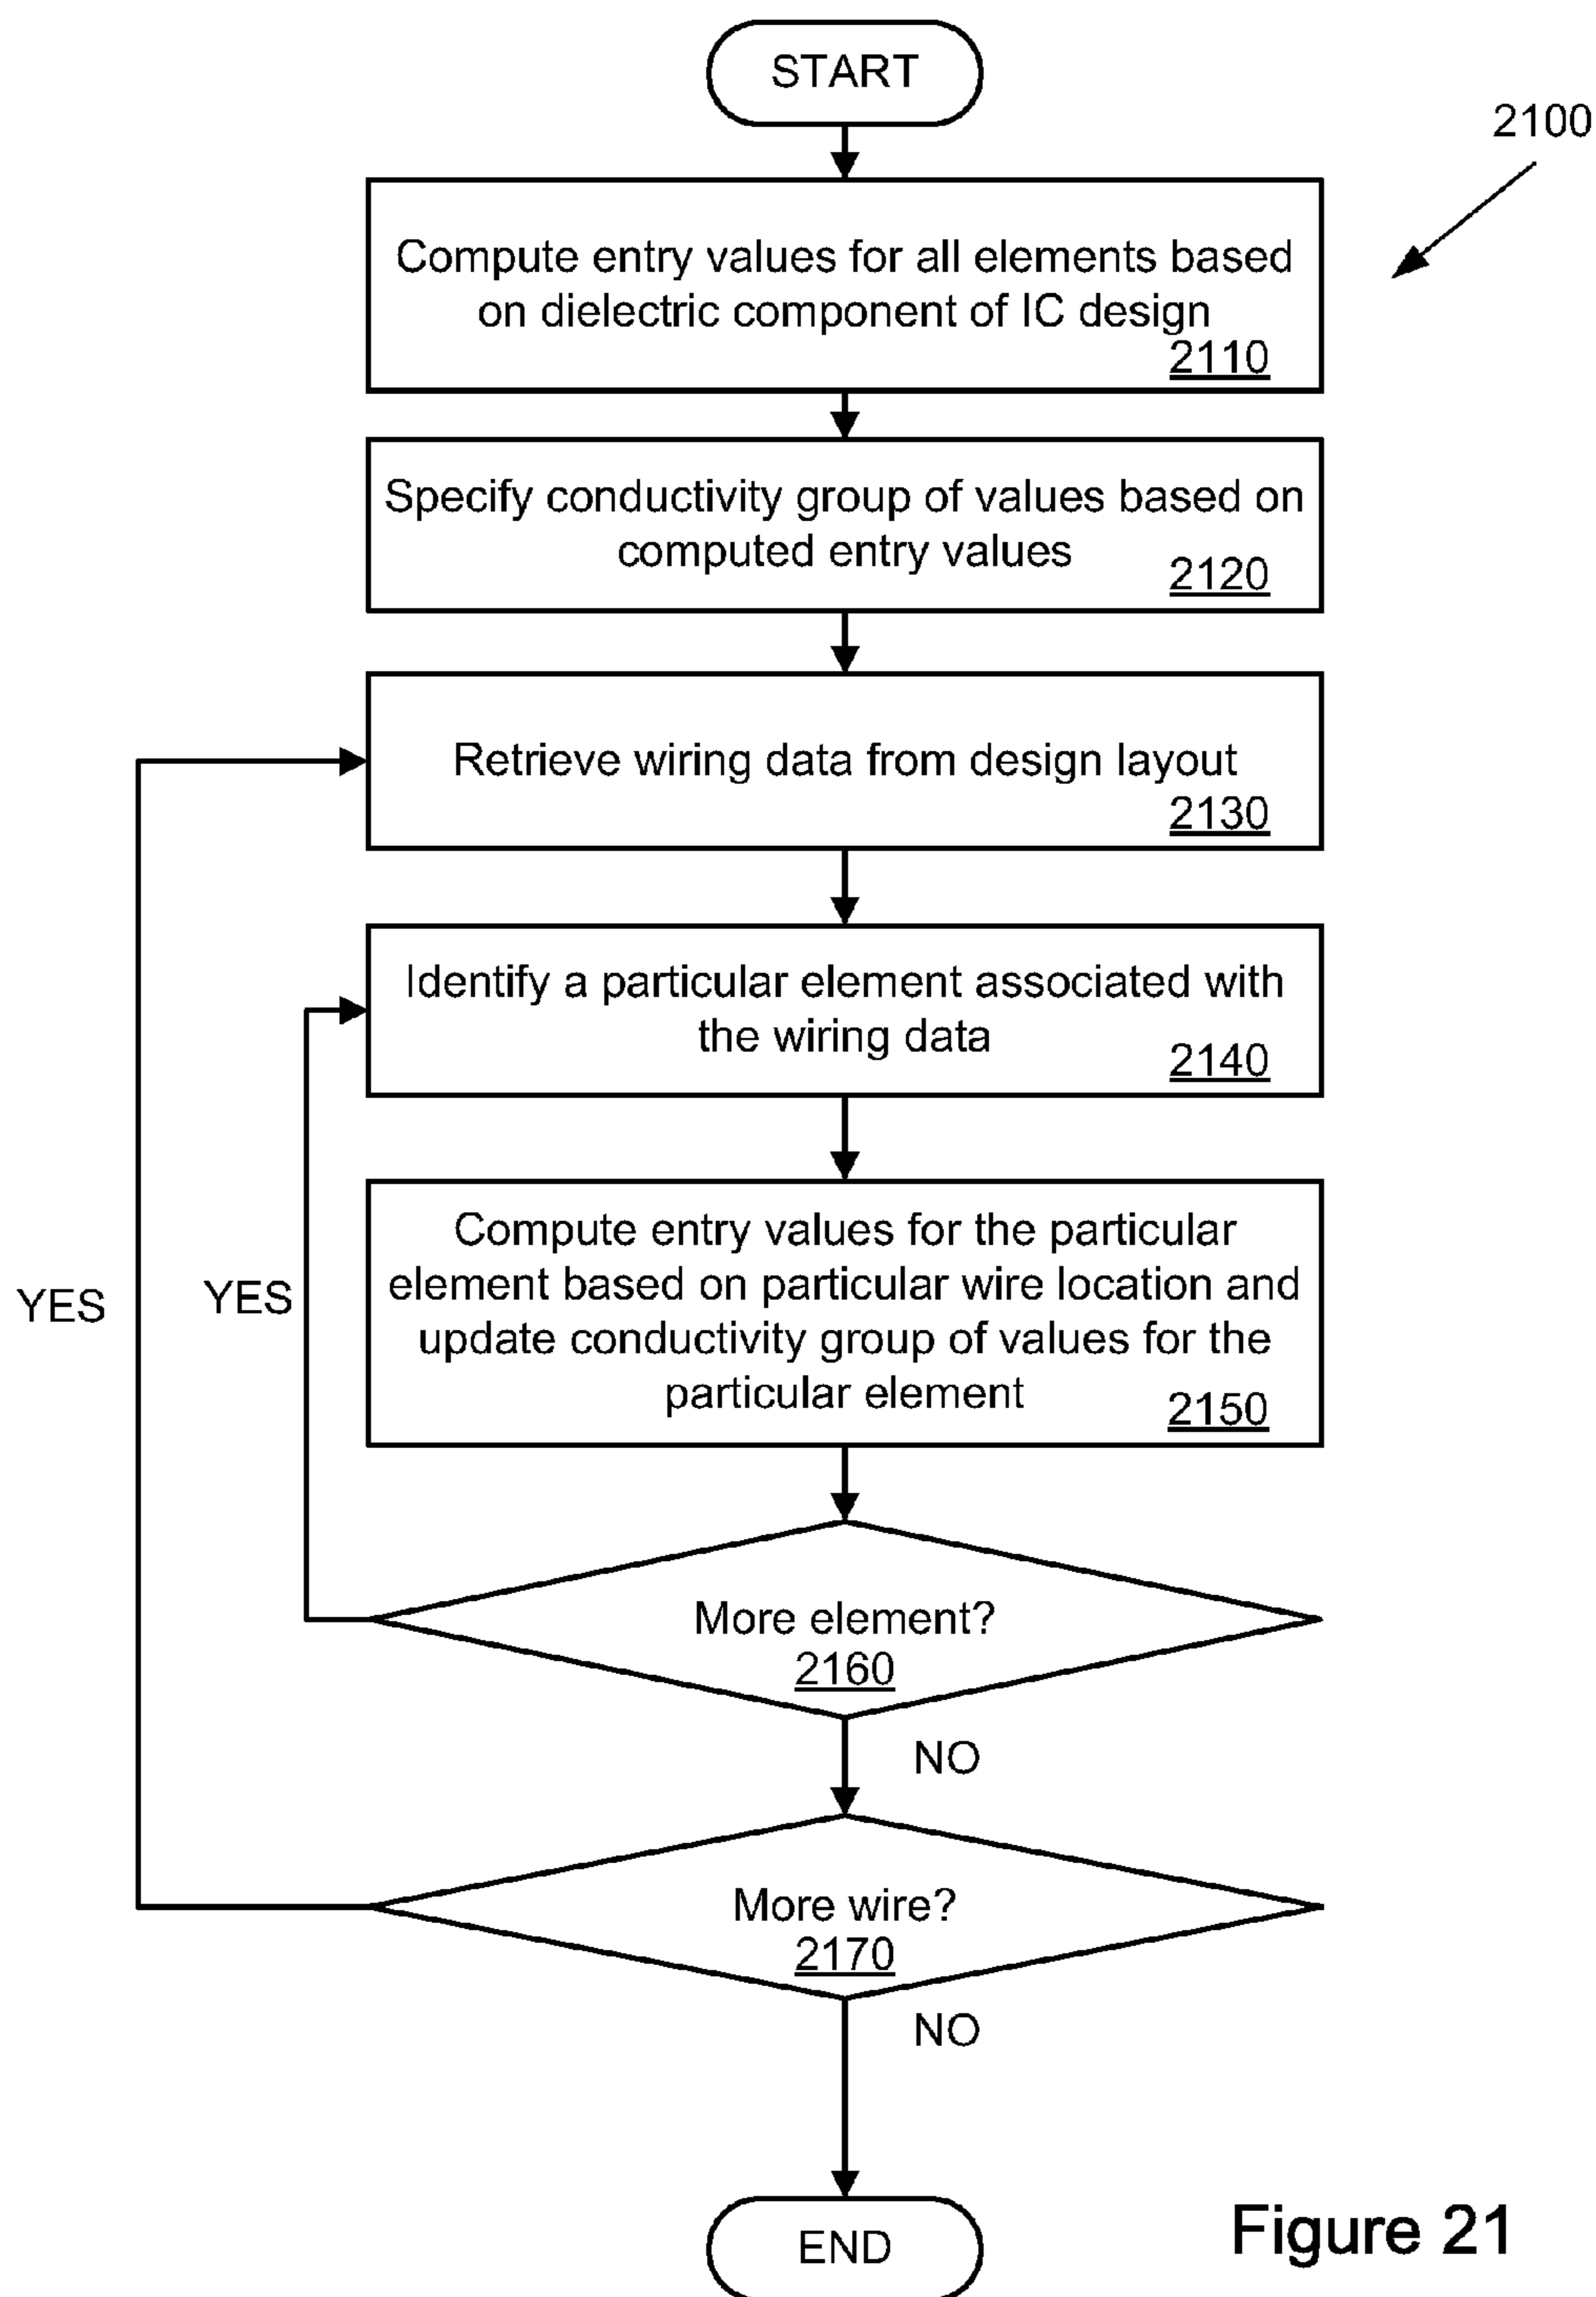 START
2100
Compute entry values for all elements based
on dielectric component of IC design
2110
Specify conductivity group of values based on
computed entry values
2120
Retrieve wiring data from design layout
2130
Identify a particular element associated with
the wiring data
2140
Compute entry values for the particular
element based on particular wire location and
update conductivity group of values for the
particular element
2150
YES
YES
More element?
2160
NO
More wire?
2170
NO
END
Figure 21